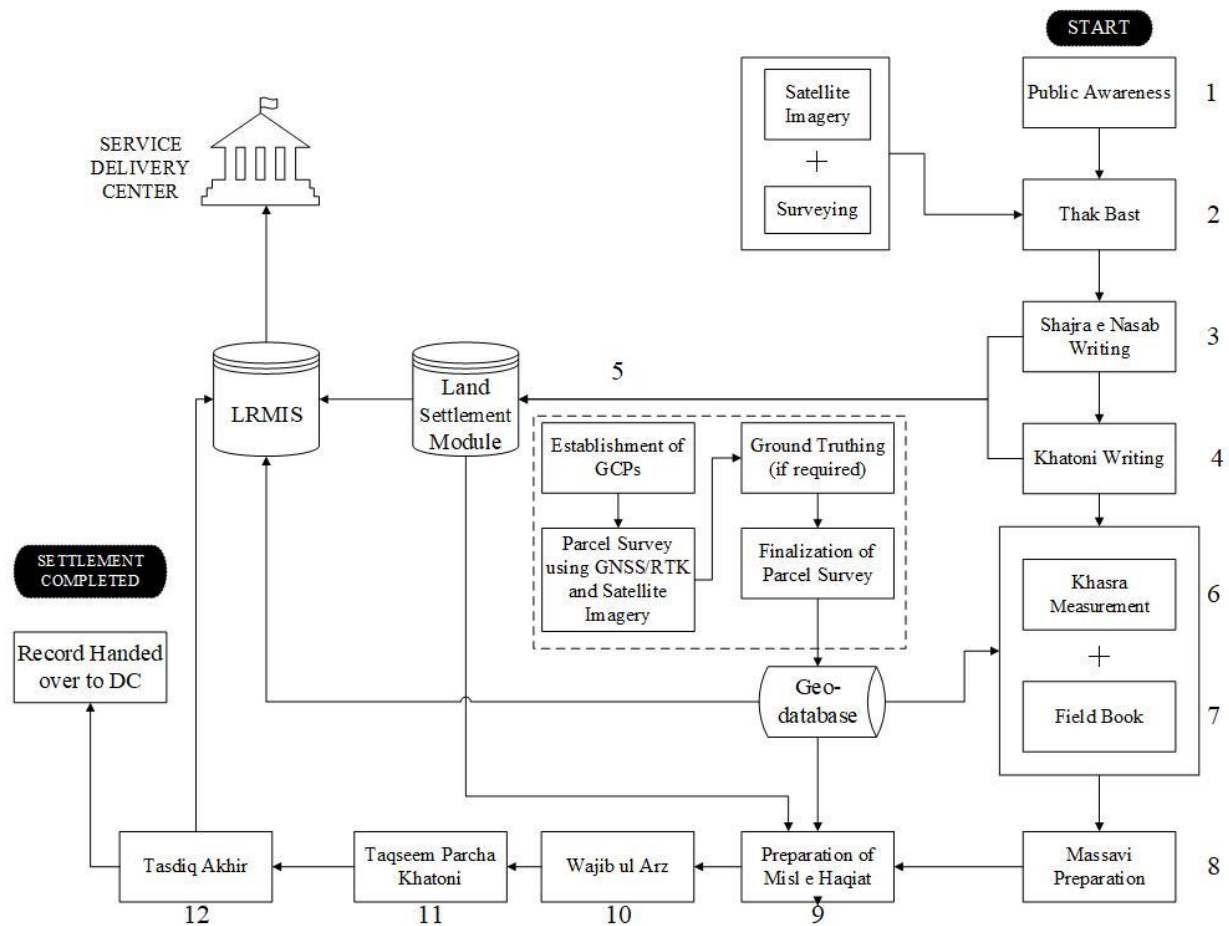 START
Public Awareness
1
Satellite
Imagery
+
Surveying
Thak Bast
2
SERVICE
DELIVERY
CENTER
Shajra e Nasab
Writing
3
5
LRMIS
Land
Settlement
Module
Khatoni Writing
4
Establishment of
GCPs
Ground Truthing
(if required)
Parcel Survey
using GNSS/RTK
and Satellite
Imagery
Finalization of
Parcel Survey
SETTLEMENT
COMPLETED
Khasra
Measurement
6
+
Record Handed
over to DC
Geo-
database
Field Book
7
Tasdiq Akhir
12
Taqseem Parcha
Khatoni
11
Wajib ul Arz
10
Preparation of
Misl e Haqiat
9
Massavi
Preparation
8